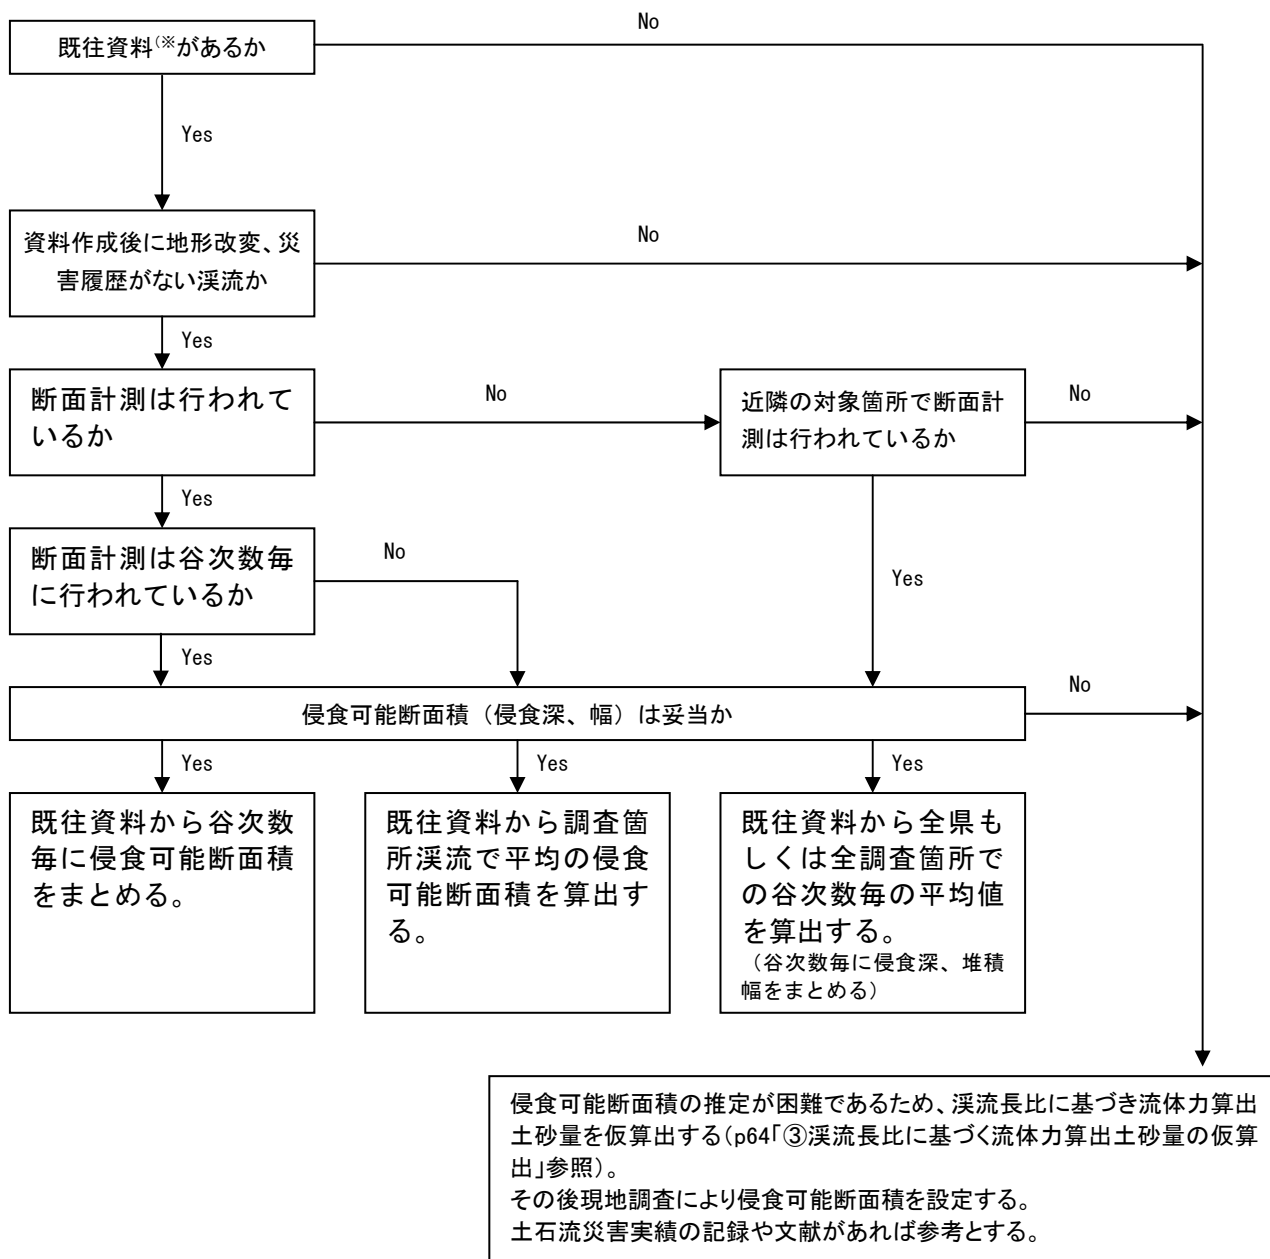 No
既往資料(※があるか
Yes
資料作成後に地形改変、災
害履歴がない渓流か
No
Yes
断面計測は行われて
いるか
No
近隣の対象箇所で断面計
測は行われているか
No
Yes
断面計測は谷次数毎
に行われているか
No
Yes
Yes
侵食可能断面積（侵食深、幅）は妥当か
No
Yes
Yes
Yes
既往資料から谷次数
毎に侵食可能断面積
をまとめる。
既往資料から調査箇
所渓流で平均の侵食
可能断面積を算出す
る。
既往資料から全県も
しくは全調査箇所で
の谷次数毎の平均値
を算出する。
（谷次数毎に侵食深、堆積
幅をまとめる）
侵食可能断面積の推定が困難であるため、渓流長比に基づき流体力算出
土砂量を仮算出する（p64「③渓流長比に基づく流体力算出土砂量の仮算
出」参照）。
その後現地調査により侵食可能断面積を設定する。
土石流災害実績の記録や文献があれば参考とする。